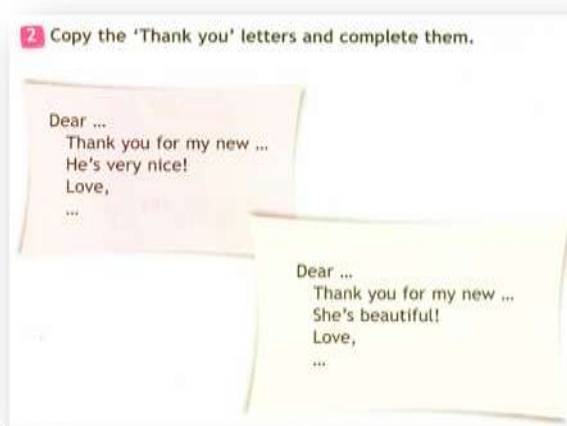 2 Copy the 'Thank you' letters and complete them.
Dear ...
Thank you for my new ...
He's very nice!
Love,
...
Dear ...
Thank you for my new ...
She's beautiful!
Love,
...